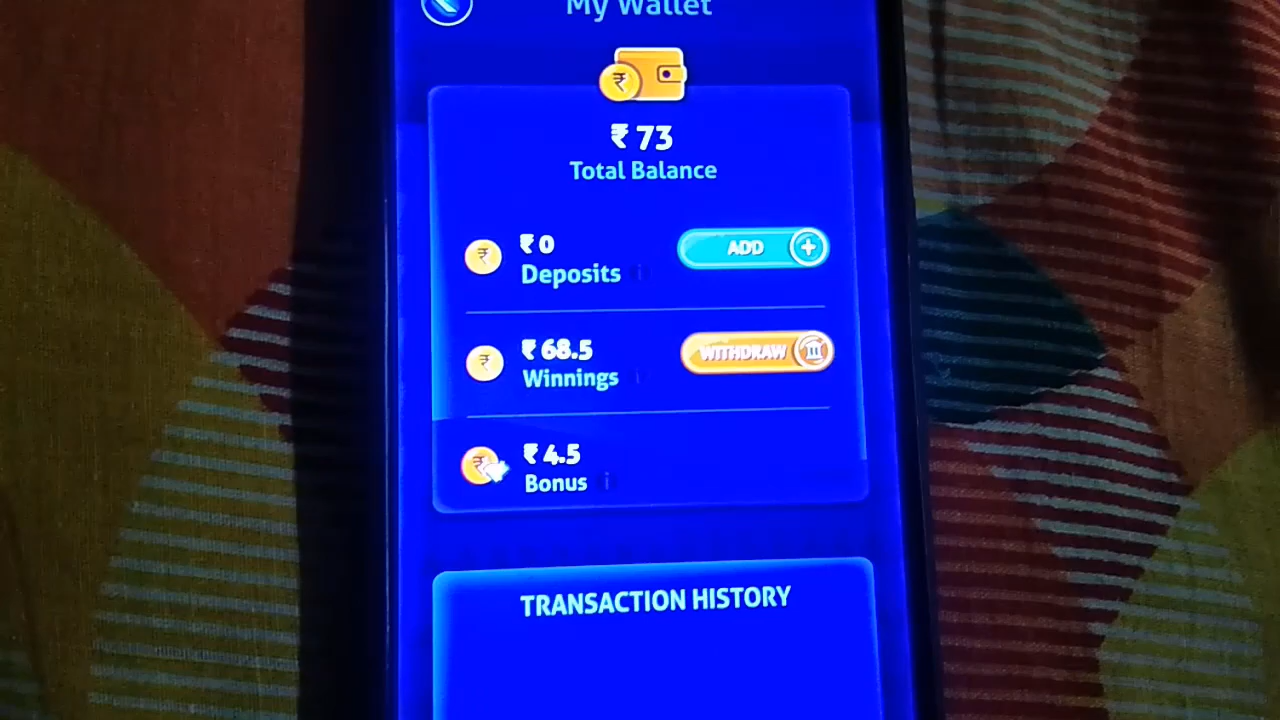 My Wallet
₹ 73
Total Balance
₹ 0
Deposits i
ADD +
₹ 68.5
Winnings i
WITHDRAW
₹ 4.5
Bonus i
TRANSACTION HISTORY